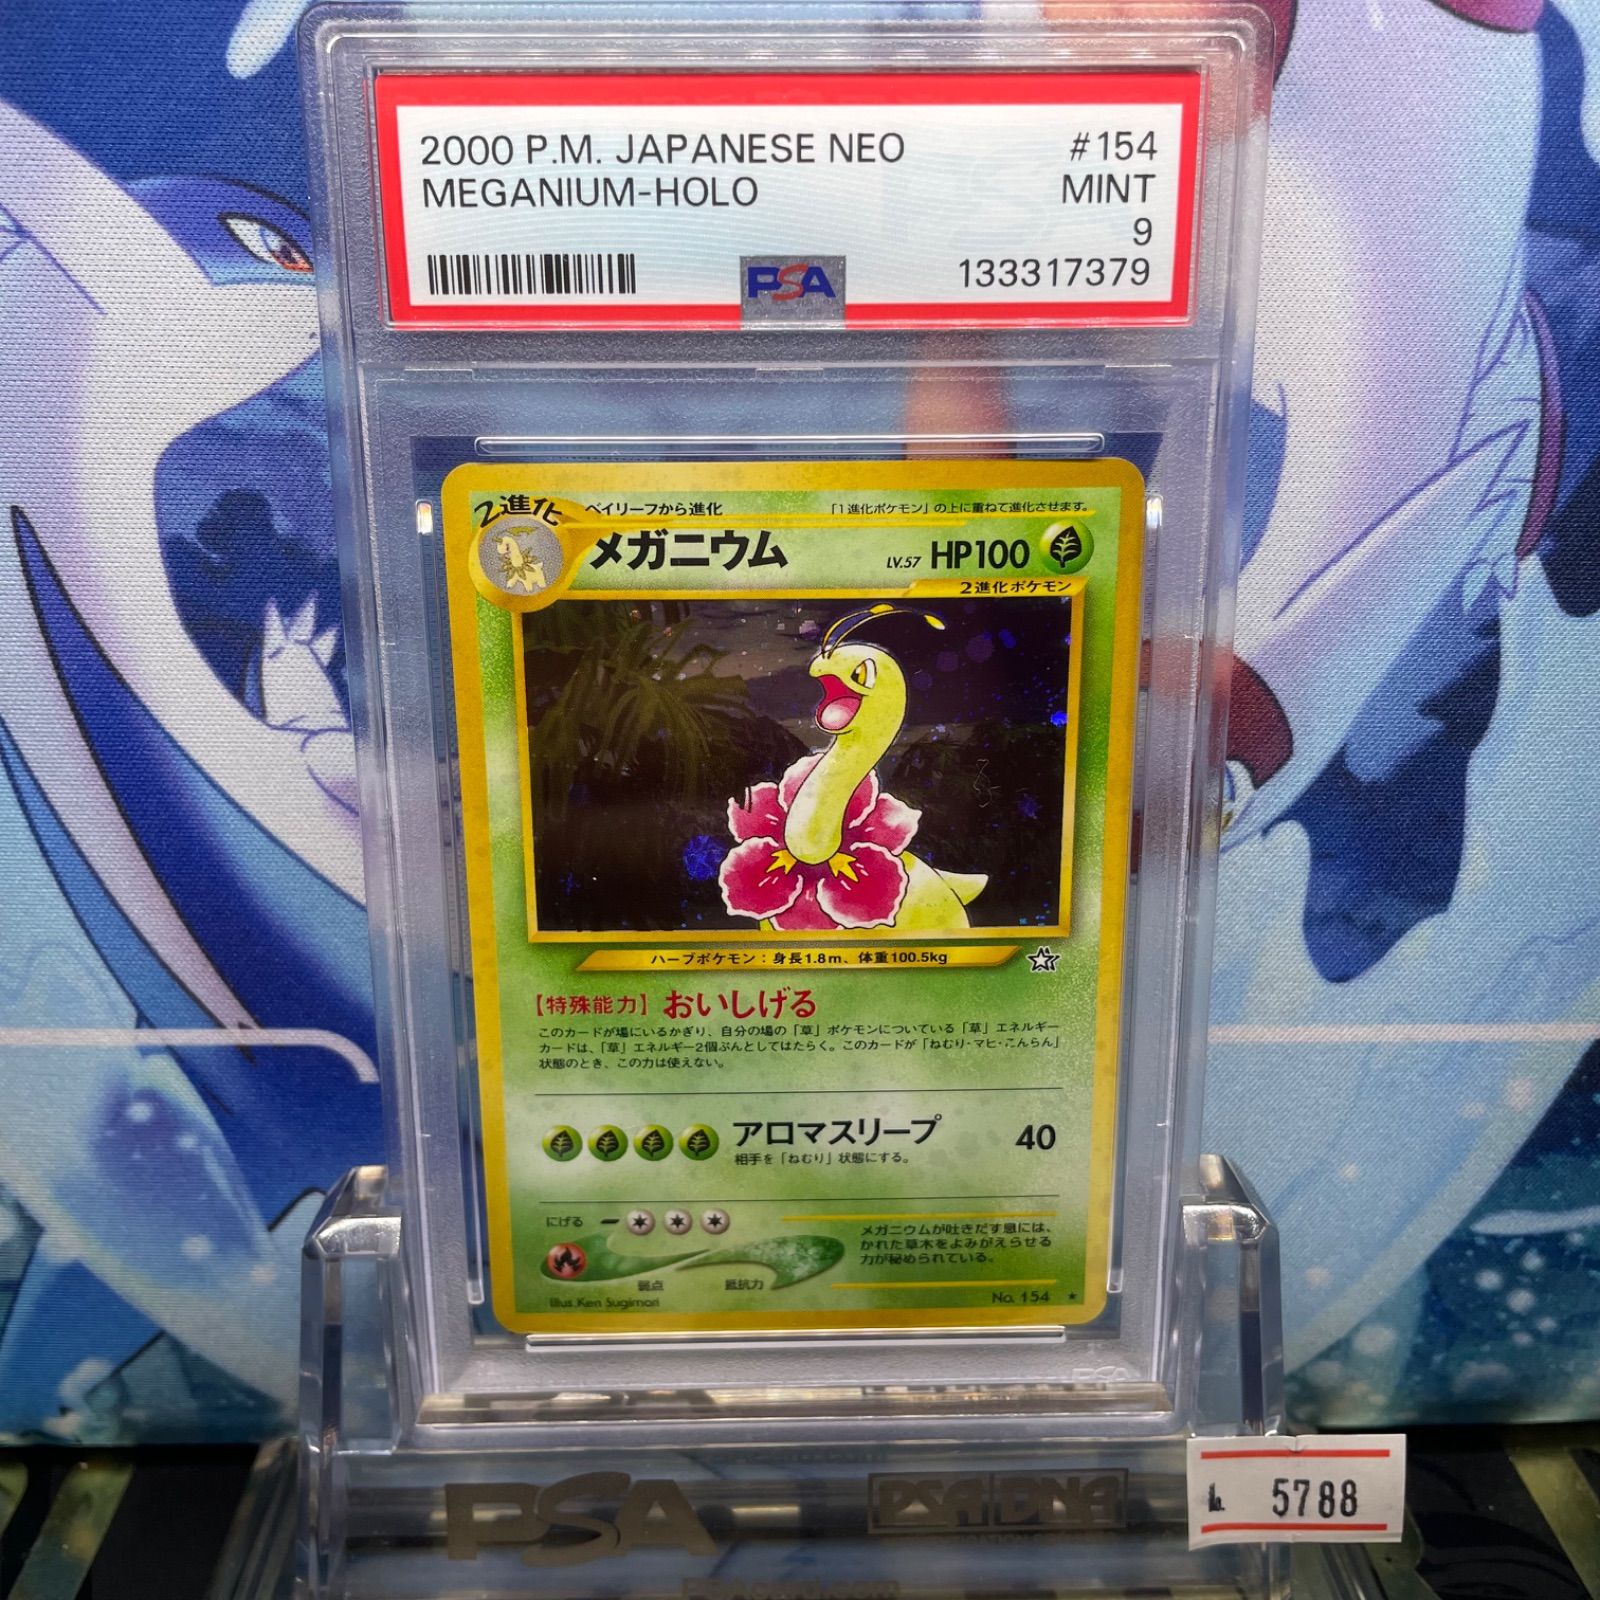 2000 P.M. JAPANESE NEO #154
MEGANIUM-HOLO MINT
9
PSA 133317379
2進化 ベイリーフから進化 「1進化ポケモン」の上に重ねて進化させます。
メガニウム LV.57 HP100
2進化ポケモン
ハーブポケモン:身長1.8m、体重100.5kg
【特殊能力】おいしげる
このカードが場にいるかぎり、自分の場の「草」ポケモンについている「草」エネルギー
カードは、「草」エネルギー2個ぶんとしてはたらく。このカードが「ねむり・マヒ・こんらん」
状態のとき、この力は使えない。
アロマスリープ 40
相手を「ねむり」状態にする。
にげる
弱点 抵抗力
メガニウムが吐きだす息には、
かれた草木をよみがえらせる
力が秘められている。
Illus. Ken Sugimori No. 154 ★
PSA
PSA PSA DNA
№ 5788